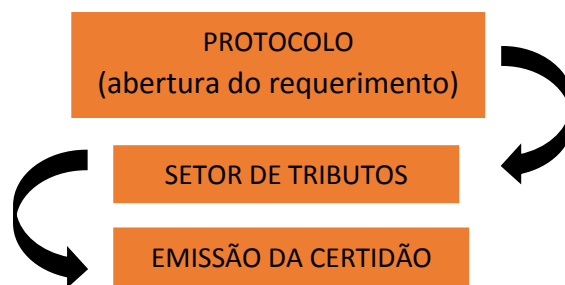 PROTOCOLO
(abertura do requerimento)
SETOR DE TRIBUTOS
EMISSÃO DA CERTIDÃO